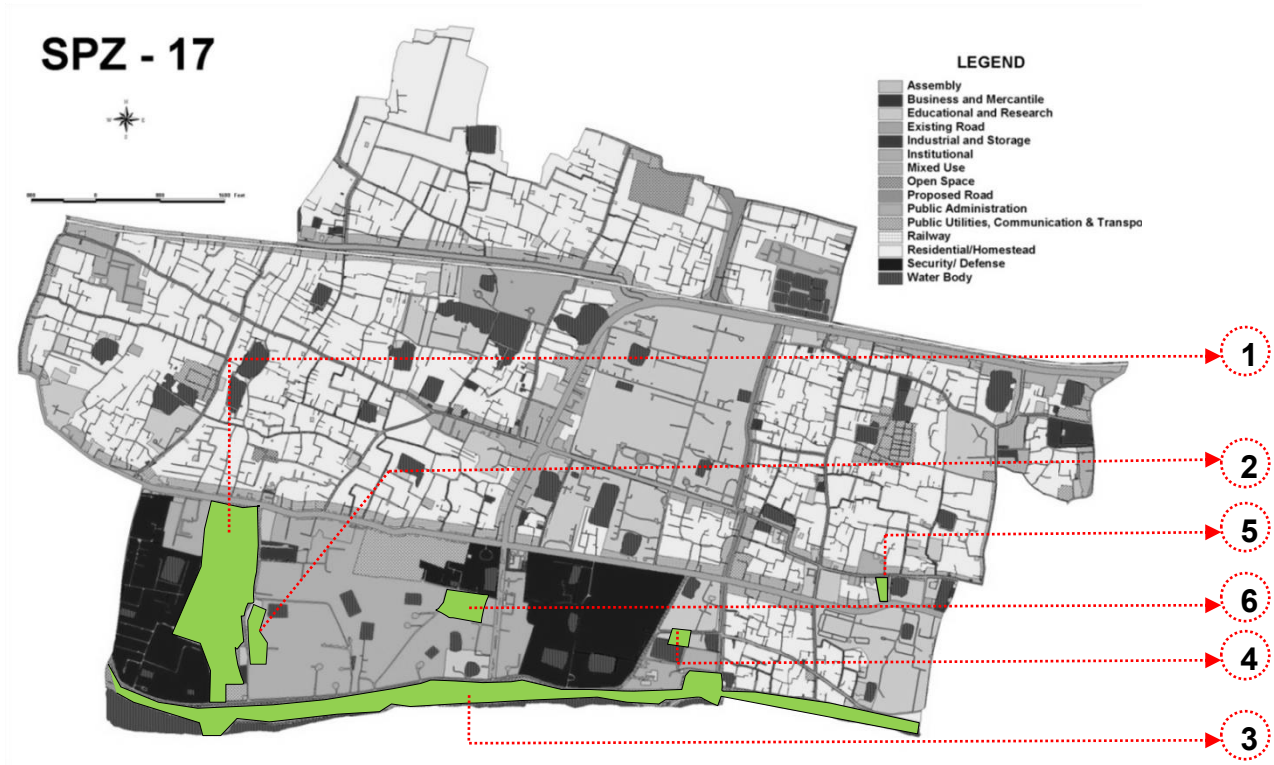 SPZ - 17
N
W E
S
LEGEND
Assembly
Business and Mercantile
Educational and Research
Existing Road
Industrial and Storage
Institutional
Mixed Use
Open Space
Proposed Road
Public Administration
Public Utilities, Communication & Transpo
Railway
Residential/Homestead
Security/ Defense
Water Body
0
Feet
1
2
5
6
4
3